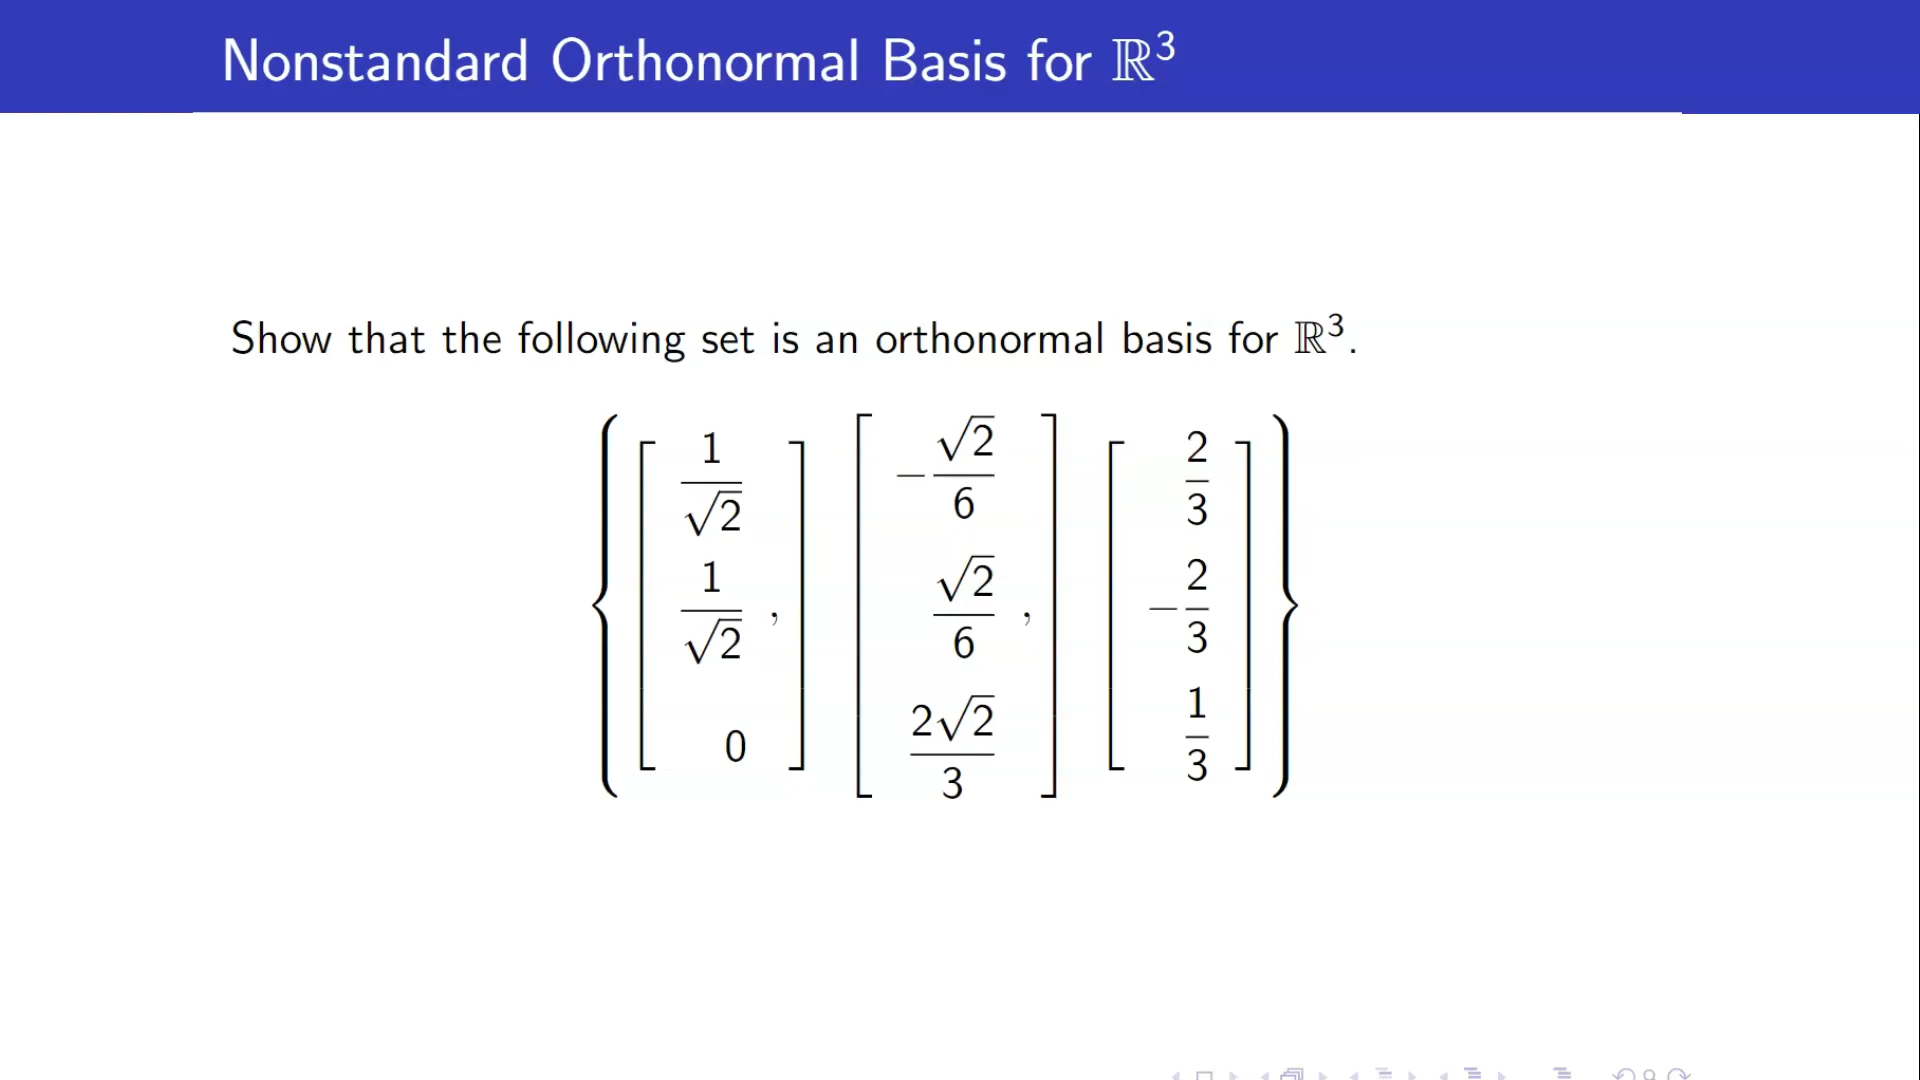 Nonstandard Orthonormal Basis for ℝ³
Show that the following set is an orthonormal basis for ℝ³.
{ [ 1/√2, 1/√2, 0 ], [ −√2/6, √2/6, 2√2/3 ], [ 2/3, −2/3, 1/3 ] }